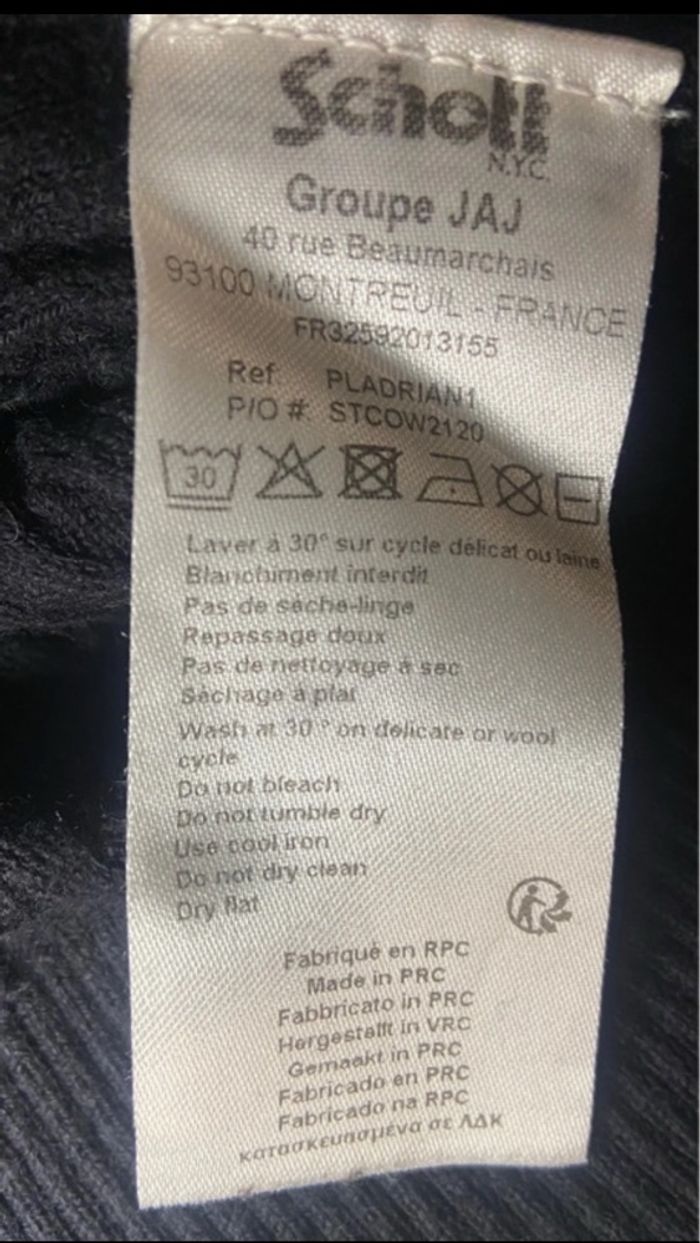 Schott
N.Y.C.
Groupe JAJ
40 rue Beaumarchais
93100 MONTREUIL - FRANCE
FR32592013155
Ref: PLADRIAN1
P/O #: STCOW2120
30
Laver à 30° sur cycle délicat ou laine
Blanchiment interdit
Pas de sèche-linge
Repassage doux
Pas de nettoyage à sec
Séchage à plat
Wash at 30 ° on delicate or wool
cycle
Do not bleach
Do not tumble dry
Use cool iron
Do not dry clean
Dry flat
Fabriqué en RPC
Made in PRC
Fabbricato in PRC
Hergestellt in VRC
Gemaakt in PRC
Fabricado en PRC
Fabricado na RPC
κατασκευασμένα σε ΛΔΚ